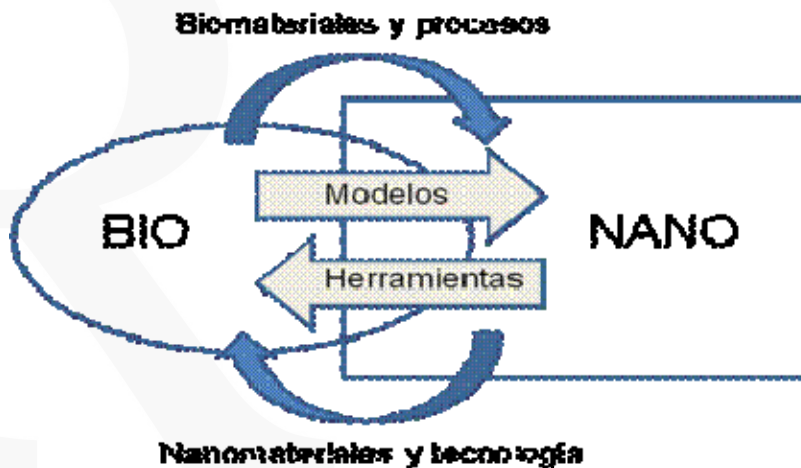 Biomateriales y procesos
Modelos
BIO
NANO
Herramientas
Nanomateriales y tecnología